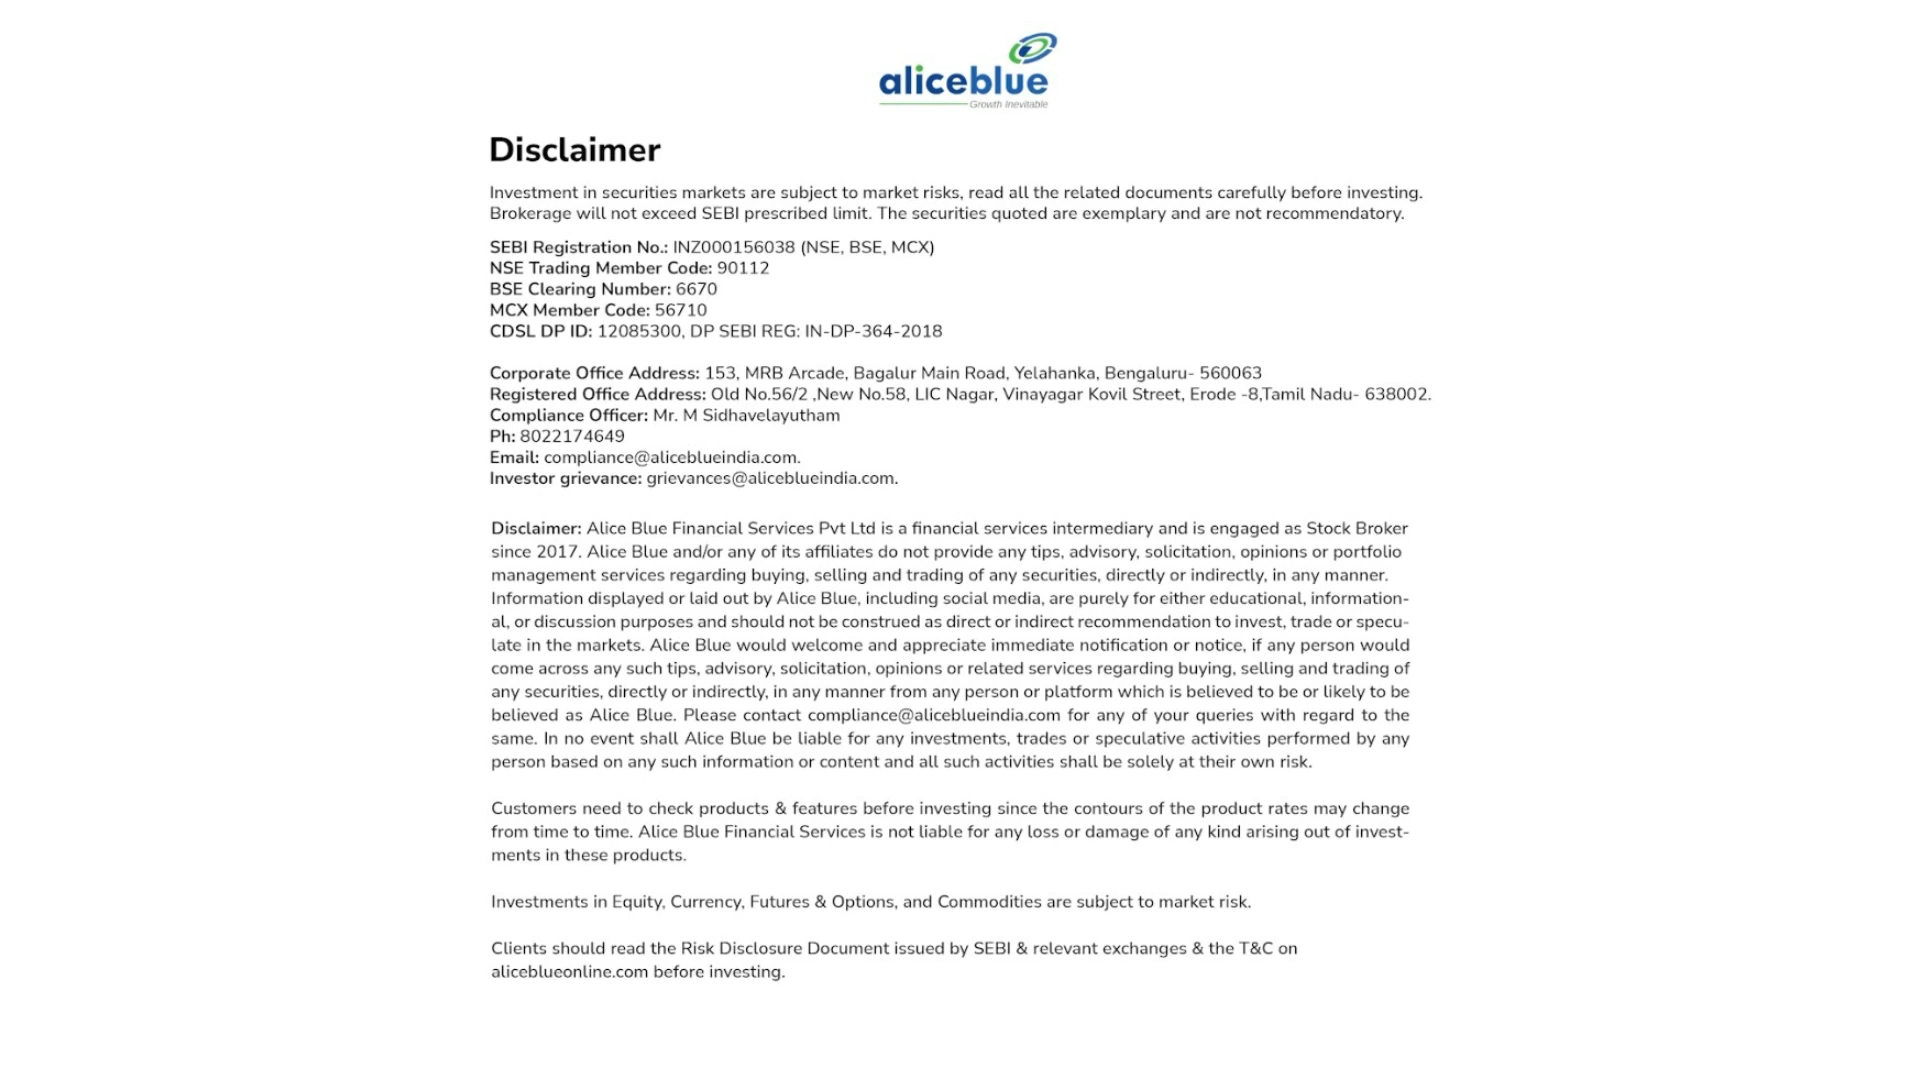 aliceblue
Growth Inevitable
Disclaimer
Investment in securities markets are subject to market risks, read all the related documents carefully before investing.
Brokerage will not exceed SEBI prescribed limit. The securities quoted are exemplary and are not recommendatory.
SEBI Registration No.: INZ000156038 (NSE, BSE, MCX)
NSE Trading Member Code: 90112
BSE Clearing Number: 6670
MCX Member Code: 56710
CDSL DP ID: 12085300, DP SEBI REG: IN-DP-364-2018
Corporate Office Address: 153, MRB Arcade, Bagalur Main Road, Yelahanka, Bengaluru- 560063
Registered Office Address: Old No.56/2 ,New No.58, LIC Nagar, Vinayagar Kovil Street, Erode -8,Tamil Nadu- 638002.
Compliance Officer: Mr. M Sidhavelayutham
Ph: 8022174649
Email: compliance@aliceblueindia.com.
Investor grievance: grievances@aliceblueindia.com.
Disclaimer: Alice Blue Financial Services Pvt Ltd is a financial services intermediary and is engaged as Stock Broker
since 2017. Alice Blue and/or any of its affiliates do not provide any tips, advisory, solicitation, opinions or portfolio
management services regarding buying, selling and trading of any securities, directly or indirectly, in any manner.
Information displayed or laid out by Alice Blue, including social media, are purely for either educational, information-
al, or discussion purposes and should not be construed as direct or indirect recommendation to invest, trade or specu-
late in the markets. Alice Blue would welcome and appreciate immediate notification or notice, if any person would
come across any such tips, advisory, solicitation, opinions or related services regarding buying, selling and trading of
any securities, directly or indirectly, in any manner from any person or platform which is believed to be or likely to be
believed as Alice Blue. Please contact compliance@aliceblueindia.com for any of your queries with regard to the
same. In no event shall Alice Blue be liable for any investments, trades or speculative activities performed by any
person based on any such information or content and all such activities shall be solely at their own risk.
Customers need to check products & features before investing since the contours of the product rates may change
from time to time. Alice Blue Financial Services is not liable for any loss or damage of any kind arising out of invest-
ments in these products.
Investments in Equity, Currency, Futures & Options, and Commodities are subject to market risk.
Clients should read the Risk Disclosure Document issued by SEBI & relevant exchanges & the T&C on
aliceblueonline.com before investing.